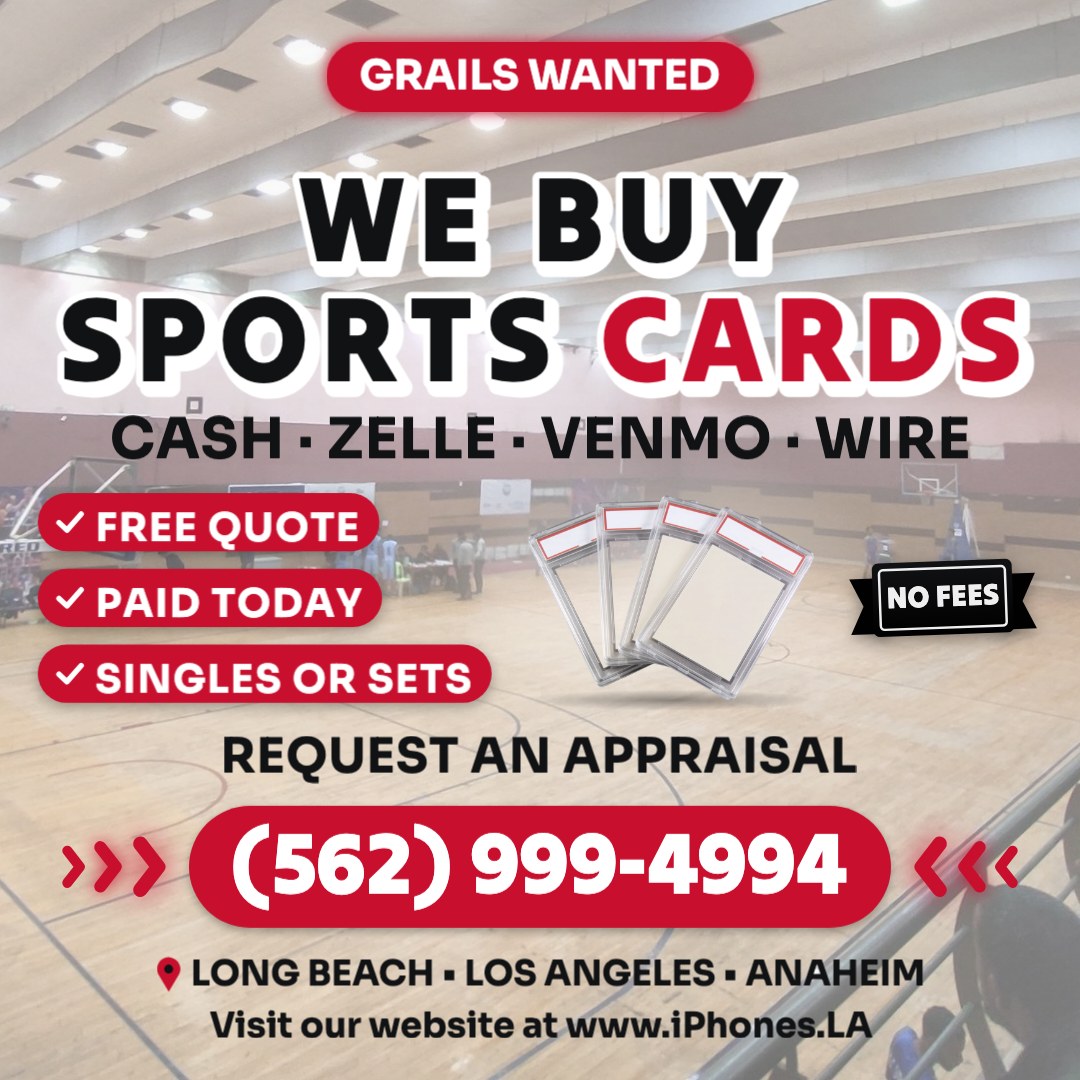 GRAILS WANTED
WE BUY
SPORTS CARDS
CASH · ZELLE · VENMO · WIRE
FREE QUOTE
PAID TODAY
SINGLES OR SETS
NO FEES
REQUEST AN APPRAISAL
(562) 999-4994
LONG BEACH ▪ LOS ANGELES ▪ ANAHEIM
Visit our website at www.iPhones.LA
RED